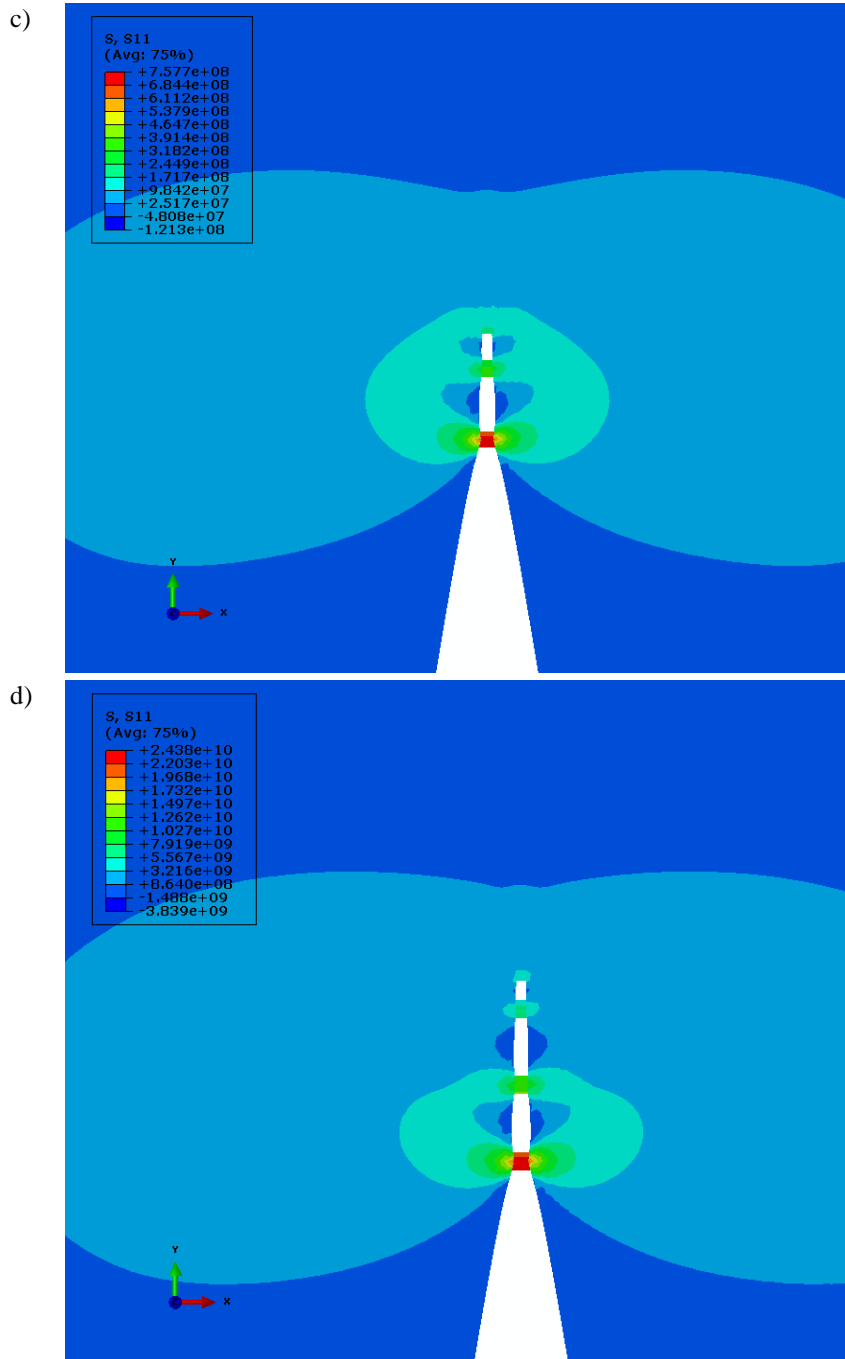 c)
S, S11
(Avg: 75%)
+7.577e+08
+6.844e+08
+6.112e+08
+5.379e+08
+4.647e+08
+3.914e+08
+3.182e+08
+2.449e+08
+1.717e+08
+9.842e+07
+2.517e+07
-4.808e+07
-1.213e+08
Y
X
d)
S, S11
(Avg: 75%)
+2.438e+10
+2.203e+10
+1.968e+10
+1.732e+10
+1.497e+10
+1.262e+10
+1.027e+10
+7.919e+09
+5.567e+09
+3.216e+09
+8.640e+08
-1.488e+09
-3.839e+09
Y
X